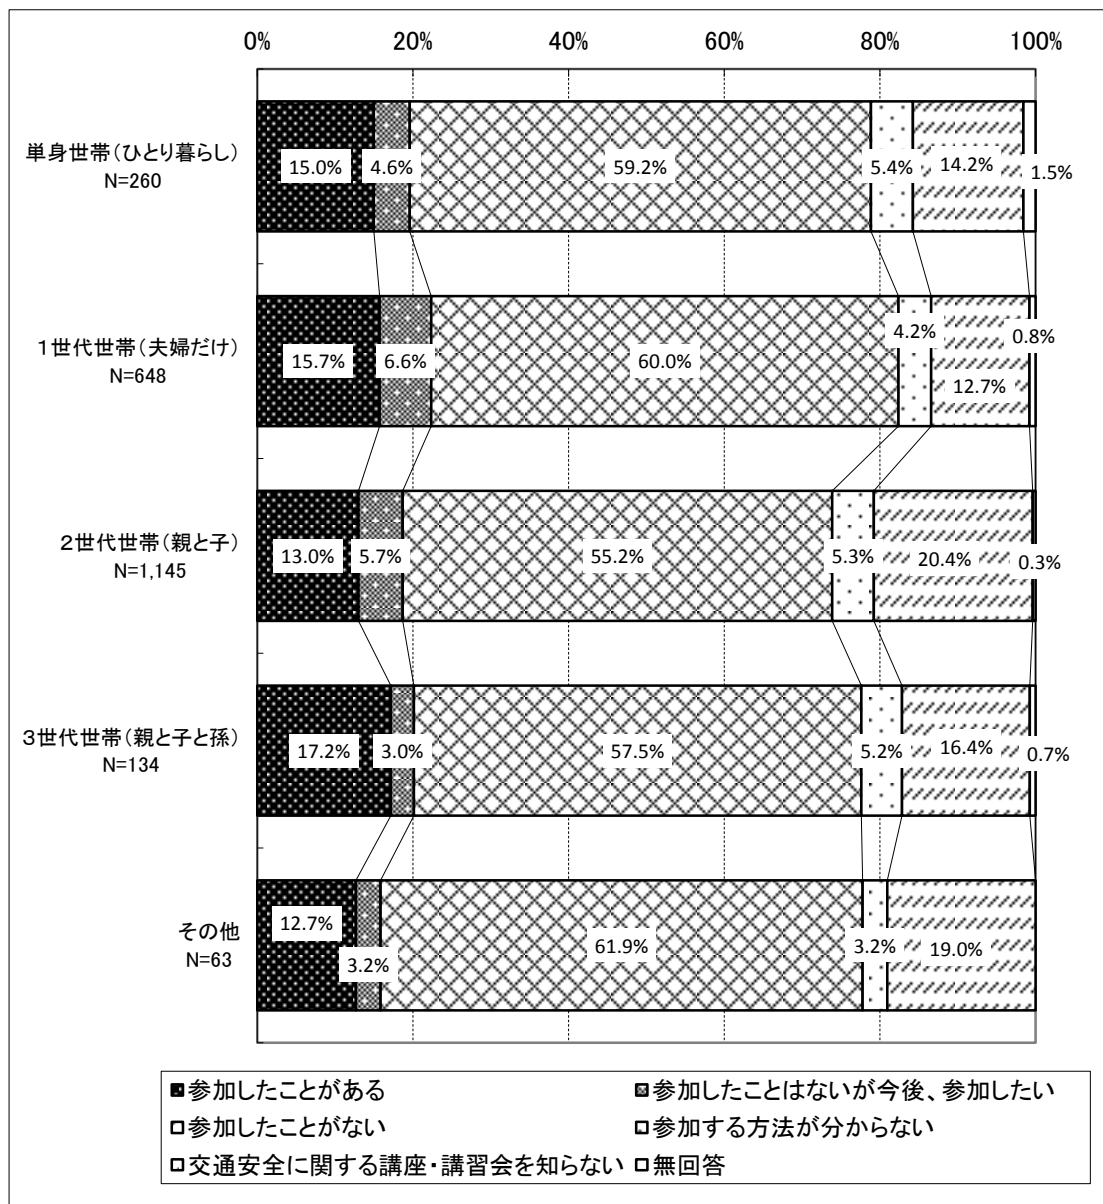 0% 20% 40% 60% 80% 100%
単身世帯(ひとり暮らし)
N=260
15.0% 4.6% 59.2% 5.4% 14.2% 1.5%
1世代世帯(夫婦だけ)
N=648
15.7% 6.6% 60.0% 4.2% 12.7% 0.8%
2世代世帯(親と子)
N=1,145
13.0% 5.7% 55.2% 5.3% 20.4% 0.3%
3世代世帯(親と子と孫)
N=134
17.2% 3.0% 57.5% 5.2% 16.4% 0.7%
その他
N=63
12.7% 3.2% 61.9% 3.2% 19.0%
参加したことがある 参加したことはないが今後、参加したい
参加したことがない 参加する方法が分からない
交通安全に関する講座・講習会を知らない 無回答